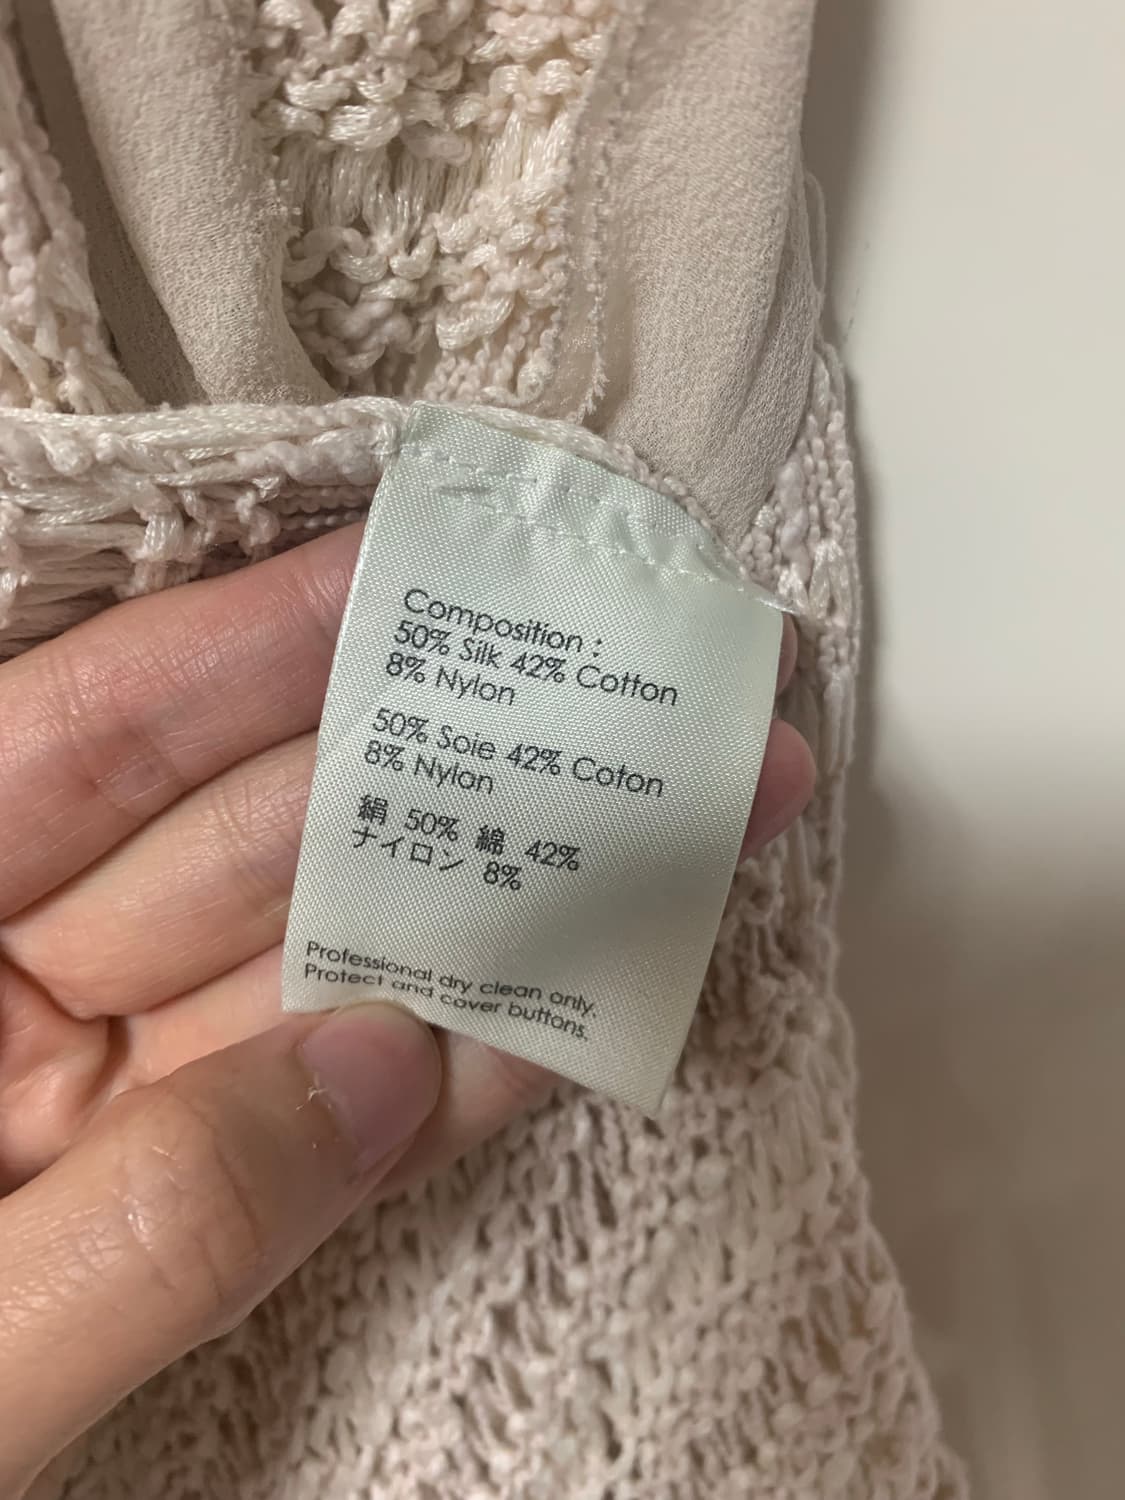 Composition :
50% Silk 42% Cotton
8% Nylon
50% Soie 42% Coton
8% Nylon
絹 50% 綿 42%
ナイロン 8%
Professional dry clean only.
Protect and cover buttons.